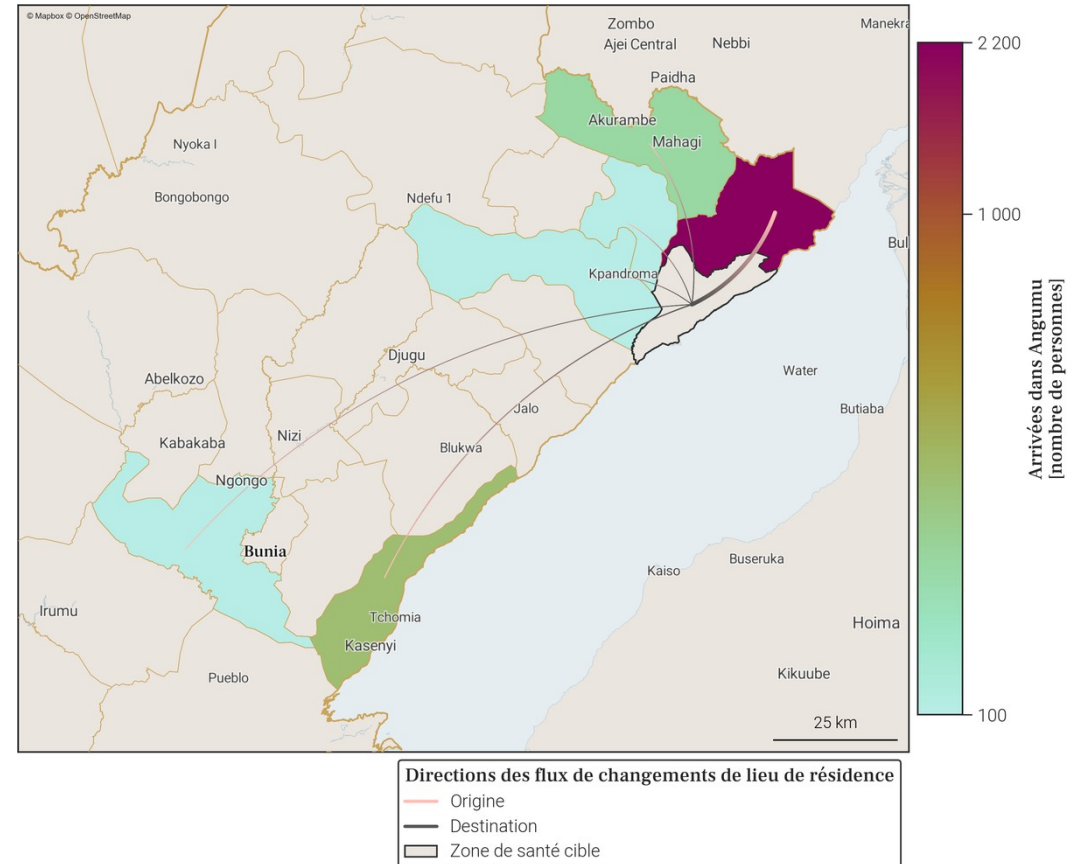 © Mapbox © OpenStreetMap
Zombo
Manekra
Ajei Central
Nebbi
Paidha
Akurambe
Mahagi
Nyoka I
Bongobongo
Ndefu 1
Bul
Kpandroma
Djugu
Water
Abelkozo
Jalo
Butiaba
Kabakaba
Nizi
Blukwa
Ngongo
Bunia
Buseruka
Kaiso
Irumu
Tchomia
Hoima
Kasenyi
Pueblo
Kikuube
25 km
2 200
1 000
100
Arrivées dans Angumu
[nombre de personnes]
Directions des flux de changements de lieu de résidence
Origine
Destination
Zone de santé cible